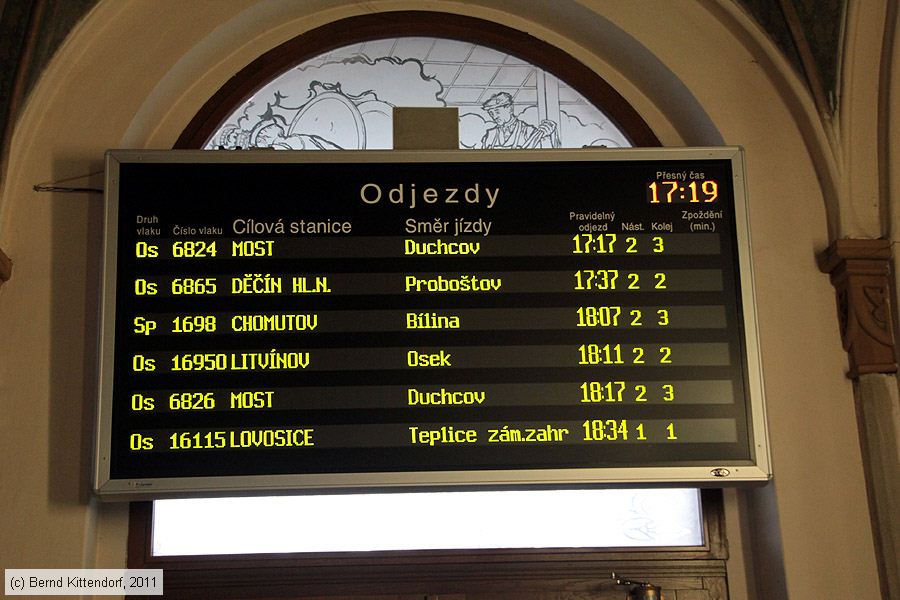 Odjezdy
Přesný čas
17:19
Druh vlaku
Číslo vlaku
Cílová stanice
Směr jízdy
Pravidelný odjezd
Nást.
Kolej
Zpoždění (min.)
Os 6824 MOST Duchcov 17:17 2 3
Os 6865 DĚČÍN HL.N. Proboštov 17:37 2 2
Sp 1698 CHOMUTOV Bílina 18:07 2 3
Os 16950 LITVÍNOV Osek 18:11 2 2
Os 6826 MOST Duchcov 18:17 2 3
Os 16115 LOVOSICE Teplice zám.zahr 18:34 1 1
(c) Bernd Kittendorf, 2011